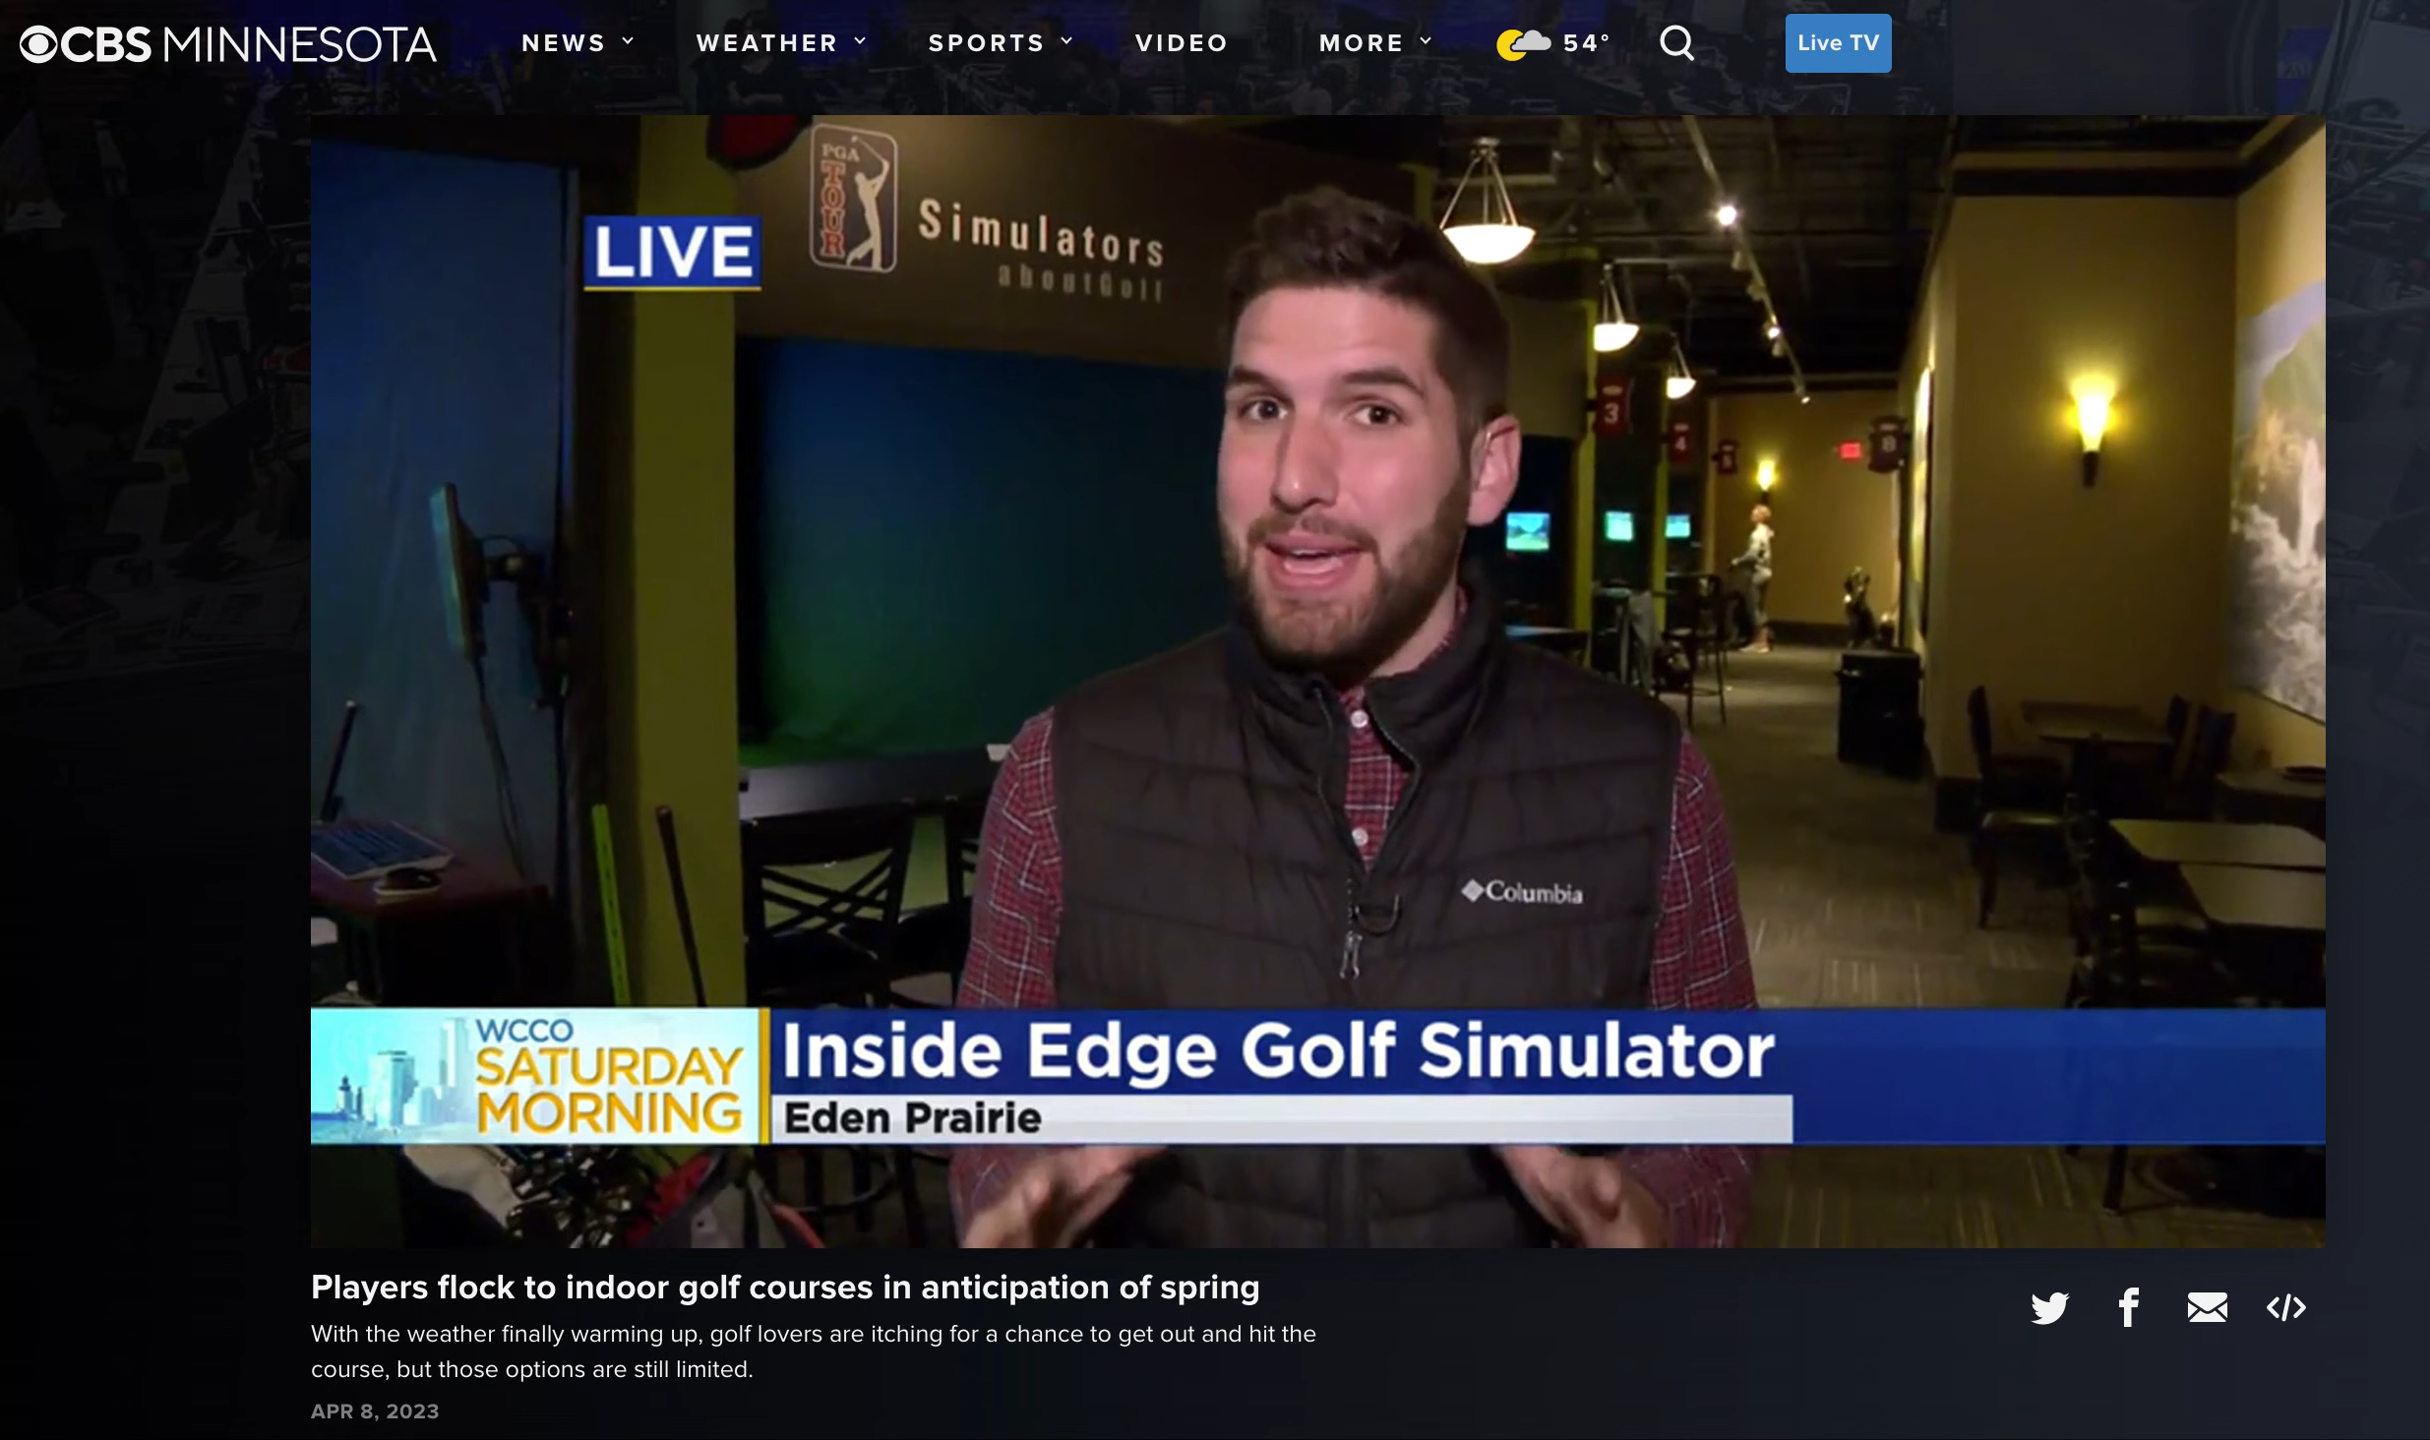 CBS MINNESOTA
NEWS
WEATHER
SPORTS
VIDEO
MORE
54°
Live TV
PGA
TOUR
Simulators
aboutGolf
LIVE
3
4
5
Columbia
WCCO
SATURDAY
MORNING
Inside Edge Golf Simulator
Eden Prairie
Players flock to indoor golf courses in anticipation of spring
With the weather finally warming up, golf lovers are itching for a chance to get out and hit the
course, but those options are still limited.
APR 8, 2023